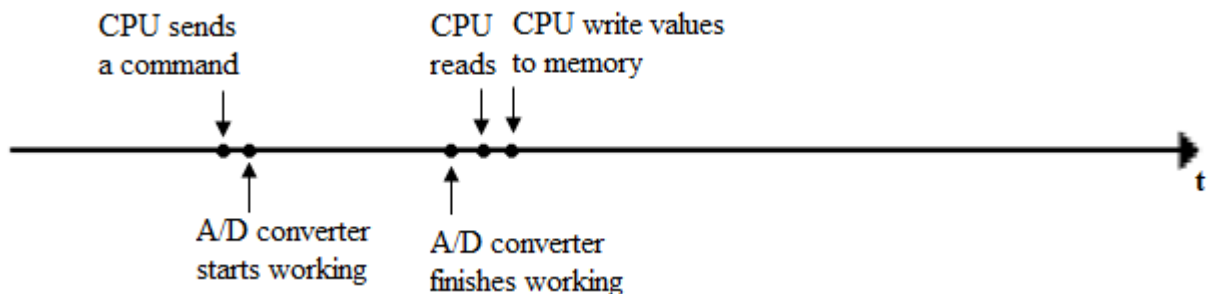 CPU sends
a command
CPU
reads
CPU write values
to memory
t
A/D converter
starts working
A/D converter
finishes working